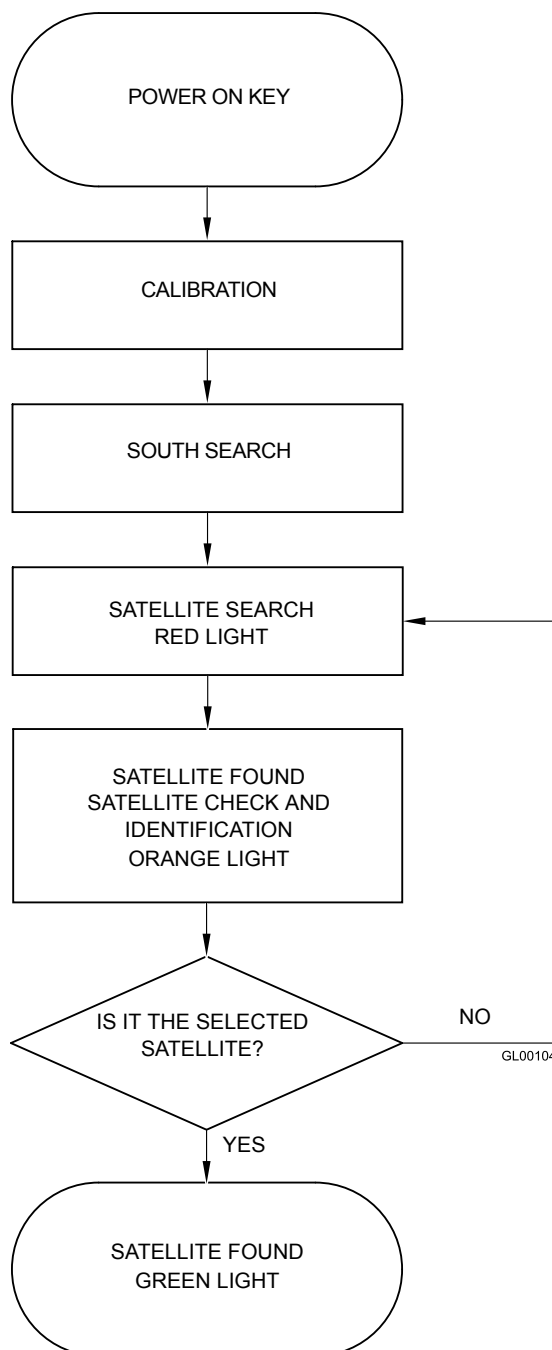 POWER ON KEY
CALIBRATION
SOUTH SEARCH
SATELLITE SEARCH
RED LIGHT
SATELLITE FOUND
SATELLITE CHECK AND
IDENTIFICATION
ORANGE LIGHT
IS IT THE SELECTED
SATELLITE?
NO
GL00104
YES
SATELLITE FOUND
GREEN LIGHT